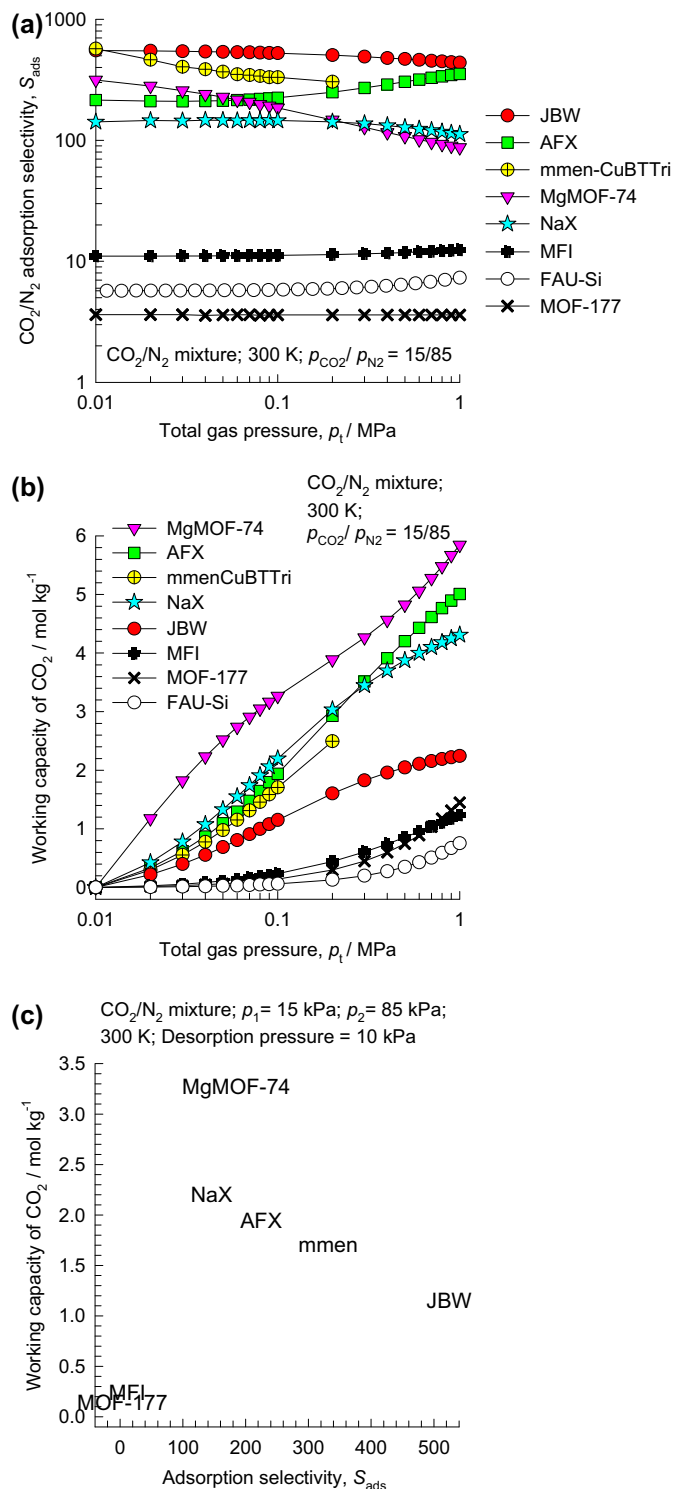 (a)
1000
100
10
1
CO2/N2 adsorption selectivity, Sads
CO2/N2 mixture; 300 K; pCO2/ pN2 = 15/85
0.01
0.1
1
Total gas pressure, pt / MPa
JBW
AFX
mmen-CuBTTri
MgMOF-74
NaX
MFI
FAU-Si
MOF-177
(b)
CO2/N2 mixture;
300 K;
pCO2/ pN2 = 15/85
MgMOF-74
AFX
mmenCuBTTri
NaX
JBW
MFI
MOF-177
FAU-Si
6
5
4
3
2
1
0
Working capacity of CO2 / mol kg-1
0.01
0.1
1
Total gas pressure, pt / MPa
(c)
CO2/N2 mixture; p1= 15 kPa; p2= 85 kPa;
300 K; Desorption pressure = 10 kPa
3.5
3.0
2.5
2.0
1.5
1.0
0.5
0.0
Working capacity of CO2 / mol kg-1
MgMOF-74
NaX
AFX
mmen
JBW
MFI
MOF-177
0
100
200
300
400
500
Adsorption selectivity, Sads